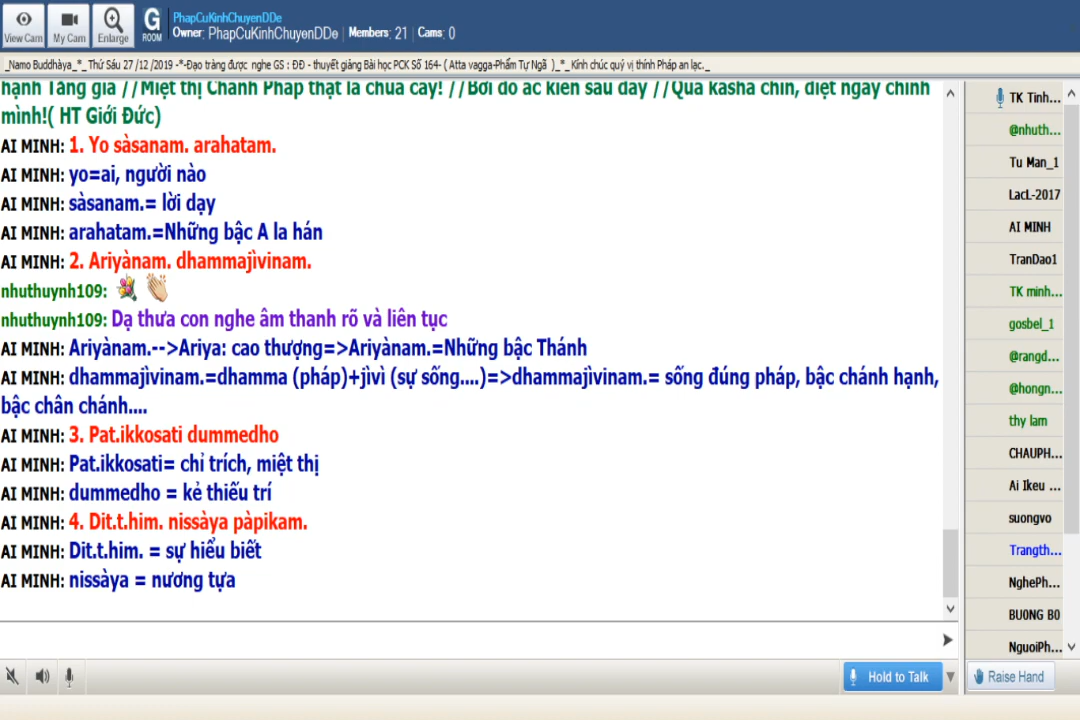 PhapCuKinhChuyenDDe
View Cam My Cam Enlarge G ROOM Owner: PhapCuKinhChuyenDDe | Members: 21 | Cams: 0
_Namo Buddhàya_*_ Thứ Sáu 27 /12 /2019 -*-Đạo tràng được nghe GS : ĐĐ - thuyết giảng Bài học PCK Số 164- ( Atta vagga-Phẩm Tự Ngã )_*_Kính chúc quý vị thính Pháp an lạc._
hạnh Tăng già //Miệt thị Chánh Pháp thật là chua cay! //Bởi do ác kiến sâu dày //Quả kasha chín, diệt ngay chính
mình!( HT Giới Đức)
AI MINH: 1. Yo sàsanam. arahatam.
AI MINH: yo=ai, người nào
AI MINH: sàsanam.= lời dạy
AI MINH: arahatam.=Những bậc A la hán
AI MINH: 2. Ariyànam. dhammajìvinam.
nhuthuynh109:
nhuthuynh109: Dạ thưa con nghe âm thanh rõ và liên tục
AI MINH: Ariyànam.-->Ariya: cao thượng=>Ariyànam.=Những bậc Thánh
AI MINH: dhammajìvinam.=dhamma (pháp)+jìvì (sự sống....)=>dhammajìvinam.= sống đúng pháp, bậc chánh hạnh,
bậc chân chánh....
AI MINH: 3. Pat.ikkosati dummedho
AI MINH: Pat.ikkosati= chỉ trích, miệt thị
AI MINH: dummedho = kẻ thiếu trí
AI MINH: 4. Dit.t.him. nissàya pàpikam.
AI MINH: Dit.t.him. = sự hiểu biết
AI MINH: nissàya = nương tựa
TK Tinh...
@nhuth...
Tu Man_1
LacL-2017
AI MINH
TranDao1
TK minh...
gosbel_1
@rangd...
@hongn...
thy lam
CHAUPH...
Ai Ikeu ...
suongvo
Trangth...
NghePh...
BUONG B0
NguoiPh...
Hold to Talk
Raise Hand